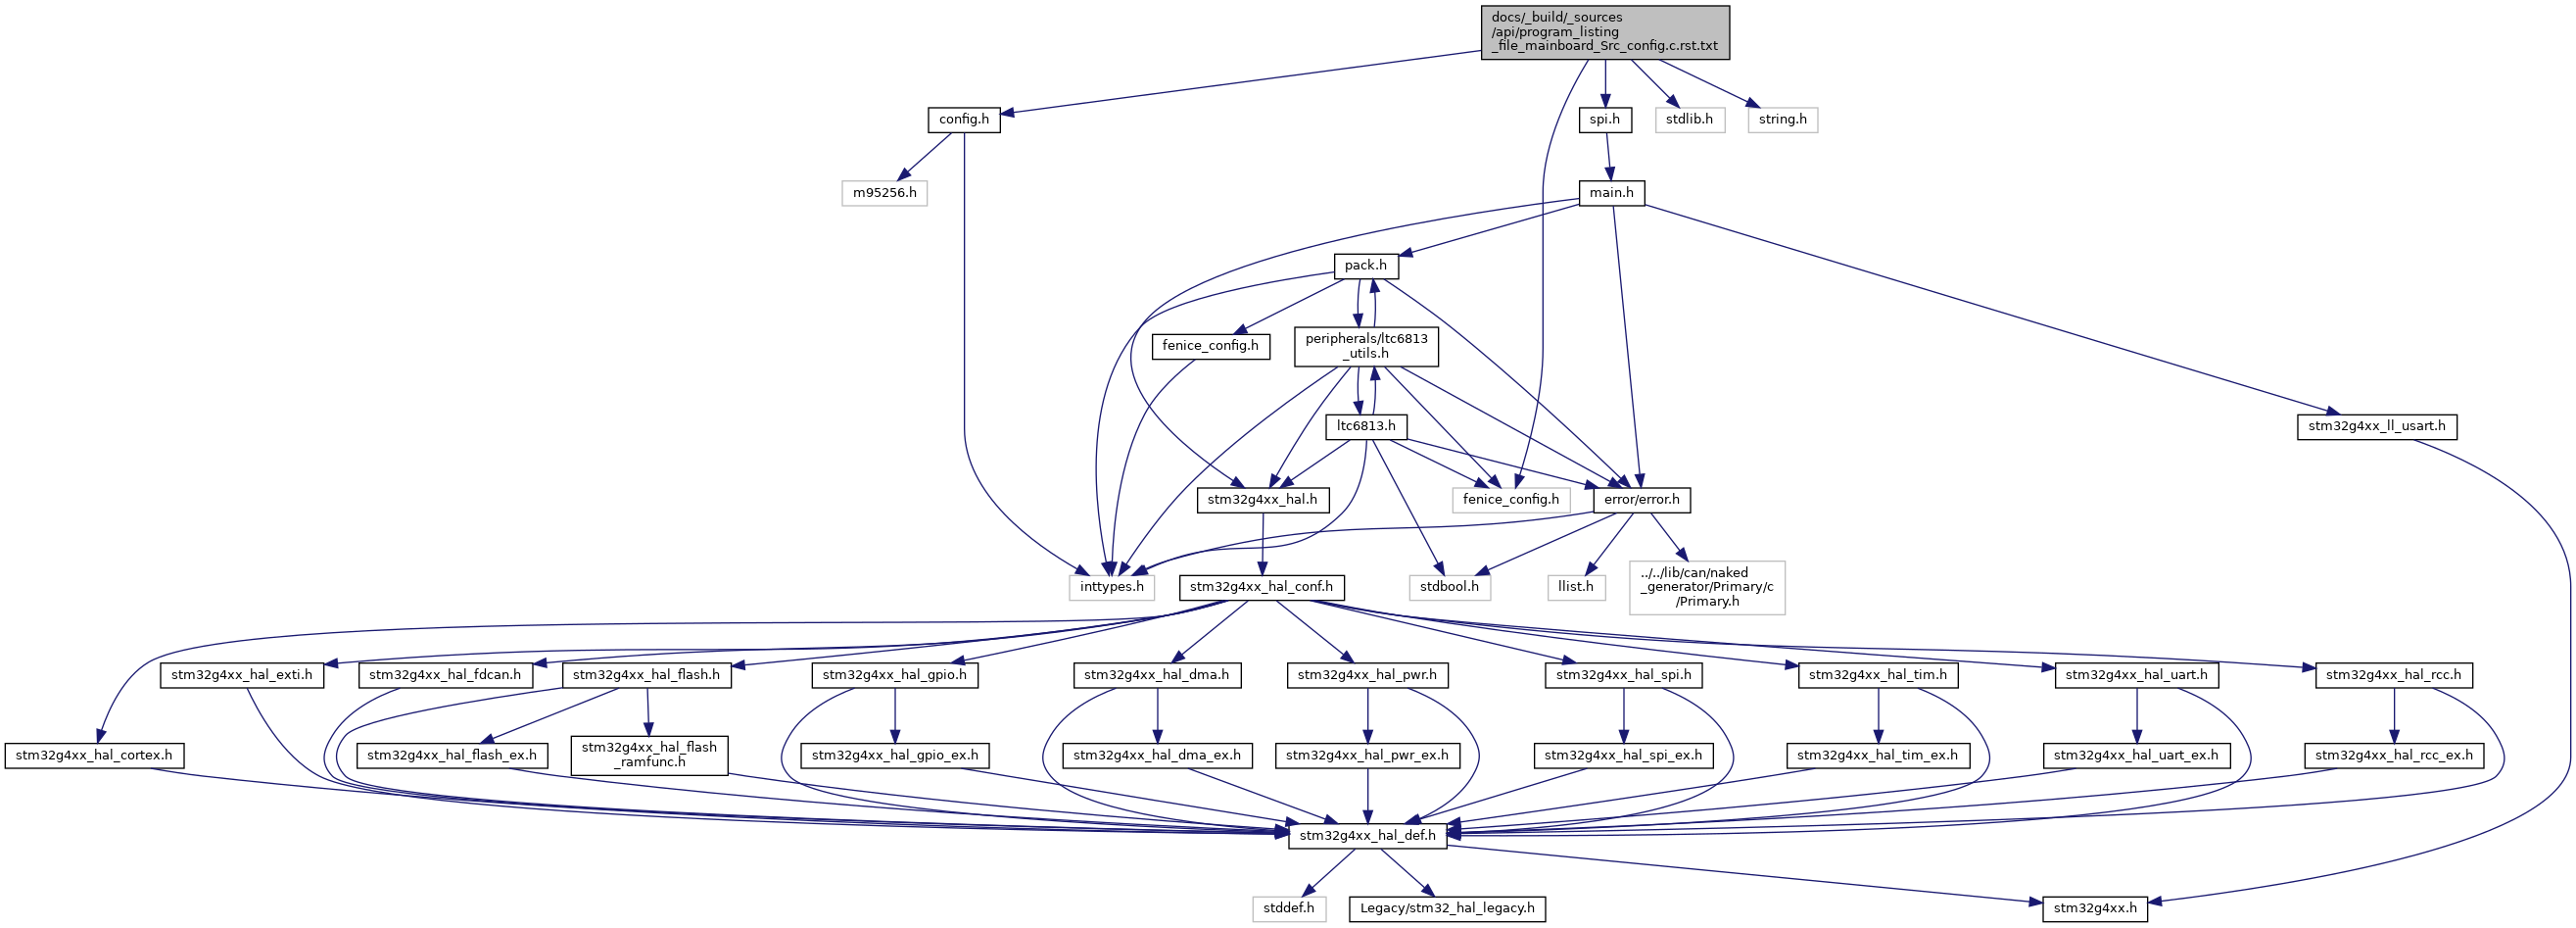 docs/_build/_sources
/api/program_listing
_file_mainboard_Src_config.c.rst.txt
config.h
spi.h
stdlib.h
string.h
m95256.h
main.h
pack.h
fenice_config.h
peripherals/ltc6813
_utils.h
ltc6813.h
stm32g4xx_ll_usart.h
stm32g4xx_hal.h
fenice_config.h
error/error.h
inttypes.h
stm32g4xx_hal_conf.h
stdbool.h
llist.h
../../lib/can/naked
_generator/Primary/c
/Primary.h
stm32g4xx_hal_exti.h
stm32g4xx_hal_fdcan.h
stm32g4xx_hal_flash.h
stm32g4xx_hal_gpio.h
stm32g4xx_hal_dma.h
stm32g4xx_hal_pwr.h
stm32g4xx_hal_spi.h
stm32g4xx_hal_tim.h
stm32g4xx_hal_uart.h
stm32g4xx_hal_rcc.h
stm32g4xx_hal_cortex.h
stm32g4xx_hal_flash_ex.h
stm32g4xx_hal_flash
_ramfunc.h
stm32g4xx_hal_gpio_ex.h
stm32g4xx_hal_dma_ex.h
stm32g4xx_hal_pwr_ex.h
stm32g4xx_hal_spi_ex.h
stm32g4xx_hal_tim_ex.h
stm32g4xx_hal_uart_ex.h
stm32g4xx_hal_rcc_ex.h
stm32g4xx_hal_def.h
stddef.h
Legacy/stm32_hal_legacy.h
stm32g4xx.h